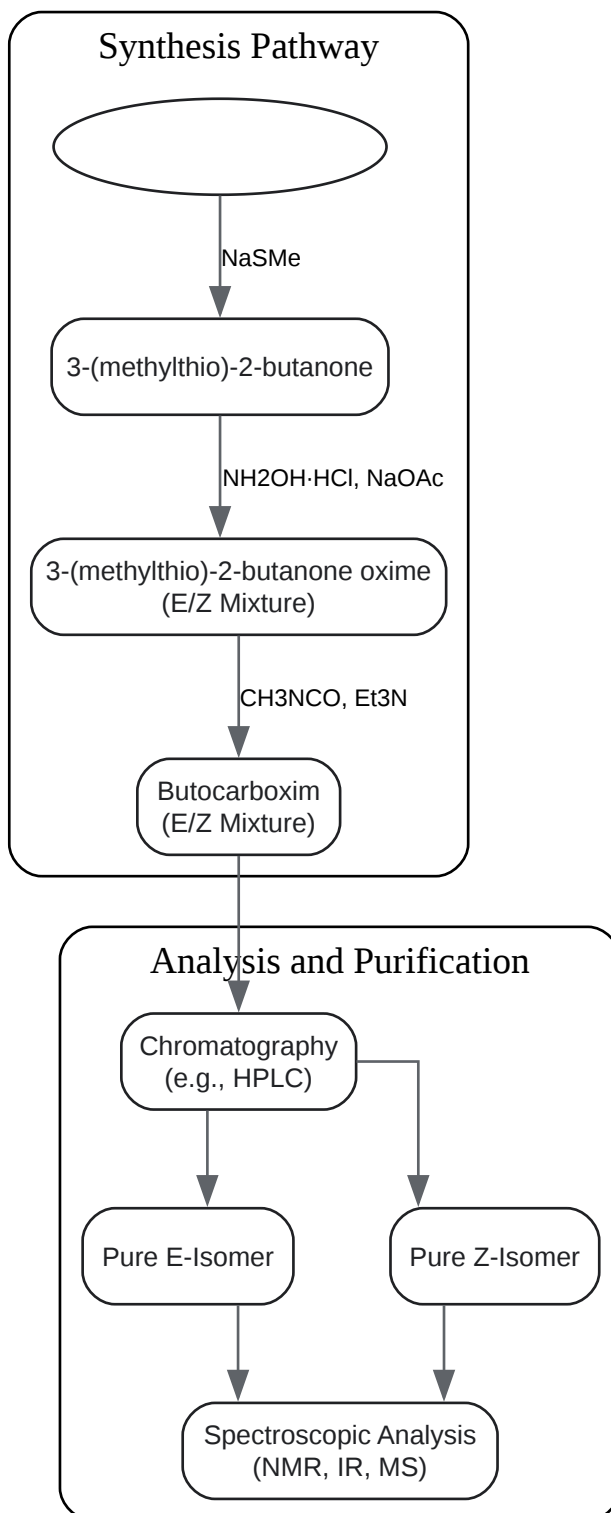 Synthesis Pathway
NaSMe
3-(methylthio)-2-butanone
NH2OH·HCl, NaOAc
3-(methylthio)-2-butanone oxime
(E/Z Mixture)
CH3NCO, Et3N
Butocarboxim
(E/Z Mixture)
Analysis and Purification
Chromatography
(e.g., HPLC)
Pure E-Isomer
Pure Z-Isomer
Spectroscopic Analysis
(NMR, IR, MS)